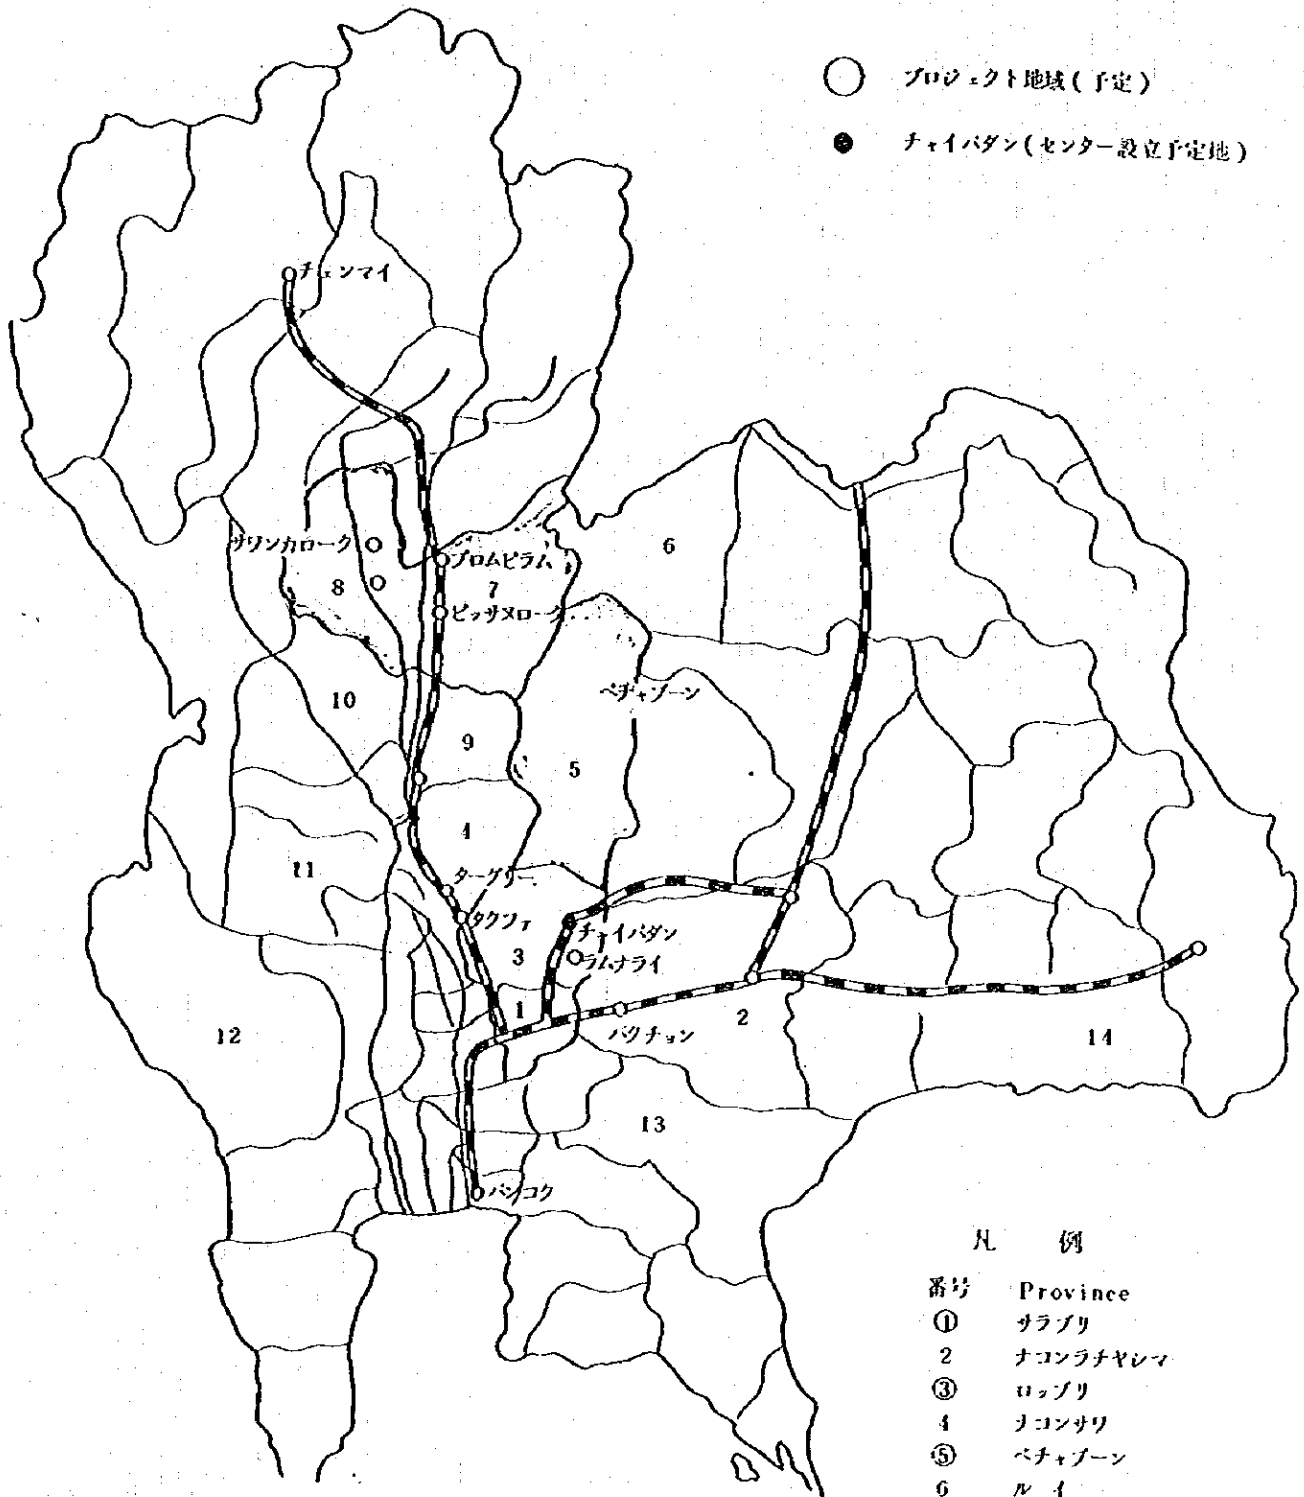 プロジェクト地域(予定)
チャイバダン(センター設立予定地)
チェンマイ
サワンカローク
プロムピラム
6
8
7
ピッサヌローク
ペチャブーン
10
9
5
4
11
ターグリー
タクファ
チャイバダン
3
ラムナライ
1
2
12
パクチョン
14
13
バンコク
凡 例
番号 Province
① サラブリ
2 ナコンラチャシマ
③ ロッブリ
4 ナコンサワ
⑤ ペチャブーン
6 ルイ